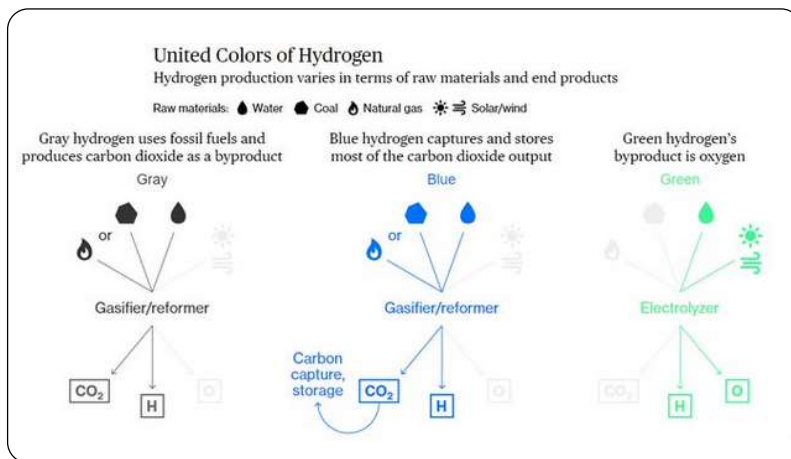 United Colors of Hydrogen
Hydrogen production varies in terms of raw materials and end products
Raw materials: Water Coal Natural gas Solar/wind
Gray hydrogen uses fossil fuels and
produces carbon dioxide as a byproduct
Gray
or
Gasifier/reformer
CO₂
H
O
Blue hydrogen captures and stores
most of the carbon dioxide output
Blue
or
Gasifier/reformer
Carbon
capture,
storage
CO₂
H
O
Green hydrogen's
byproduct is oxygen
Green
Electrolyzer
CO₂
H
O